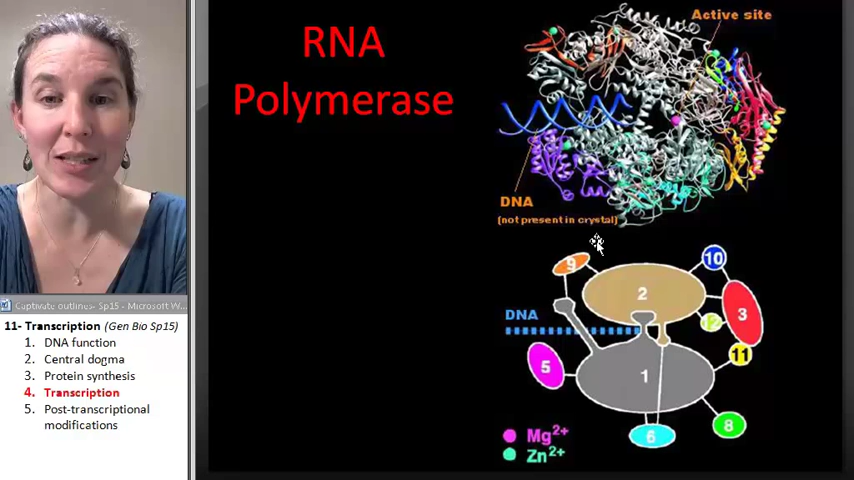 RNA
Polymerase
Active site
DNA
(not present in crystal)
9
10
2
3
DNA
12
11
5
1
8
6
Mg2+
Zn2+
Captivate outlines- Sp15 - Microsoft W...
11- Transcription (Gen Bio Sp15)
1. DNA function
2. Central dogma
3. Protein synthesis
4. Transcription
5. Post-transcriptional
modifications